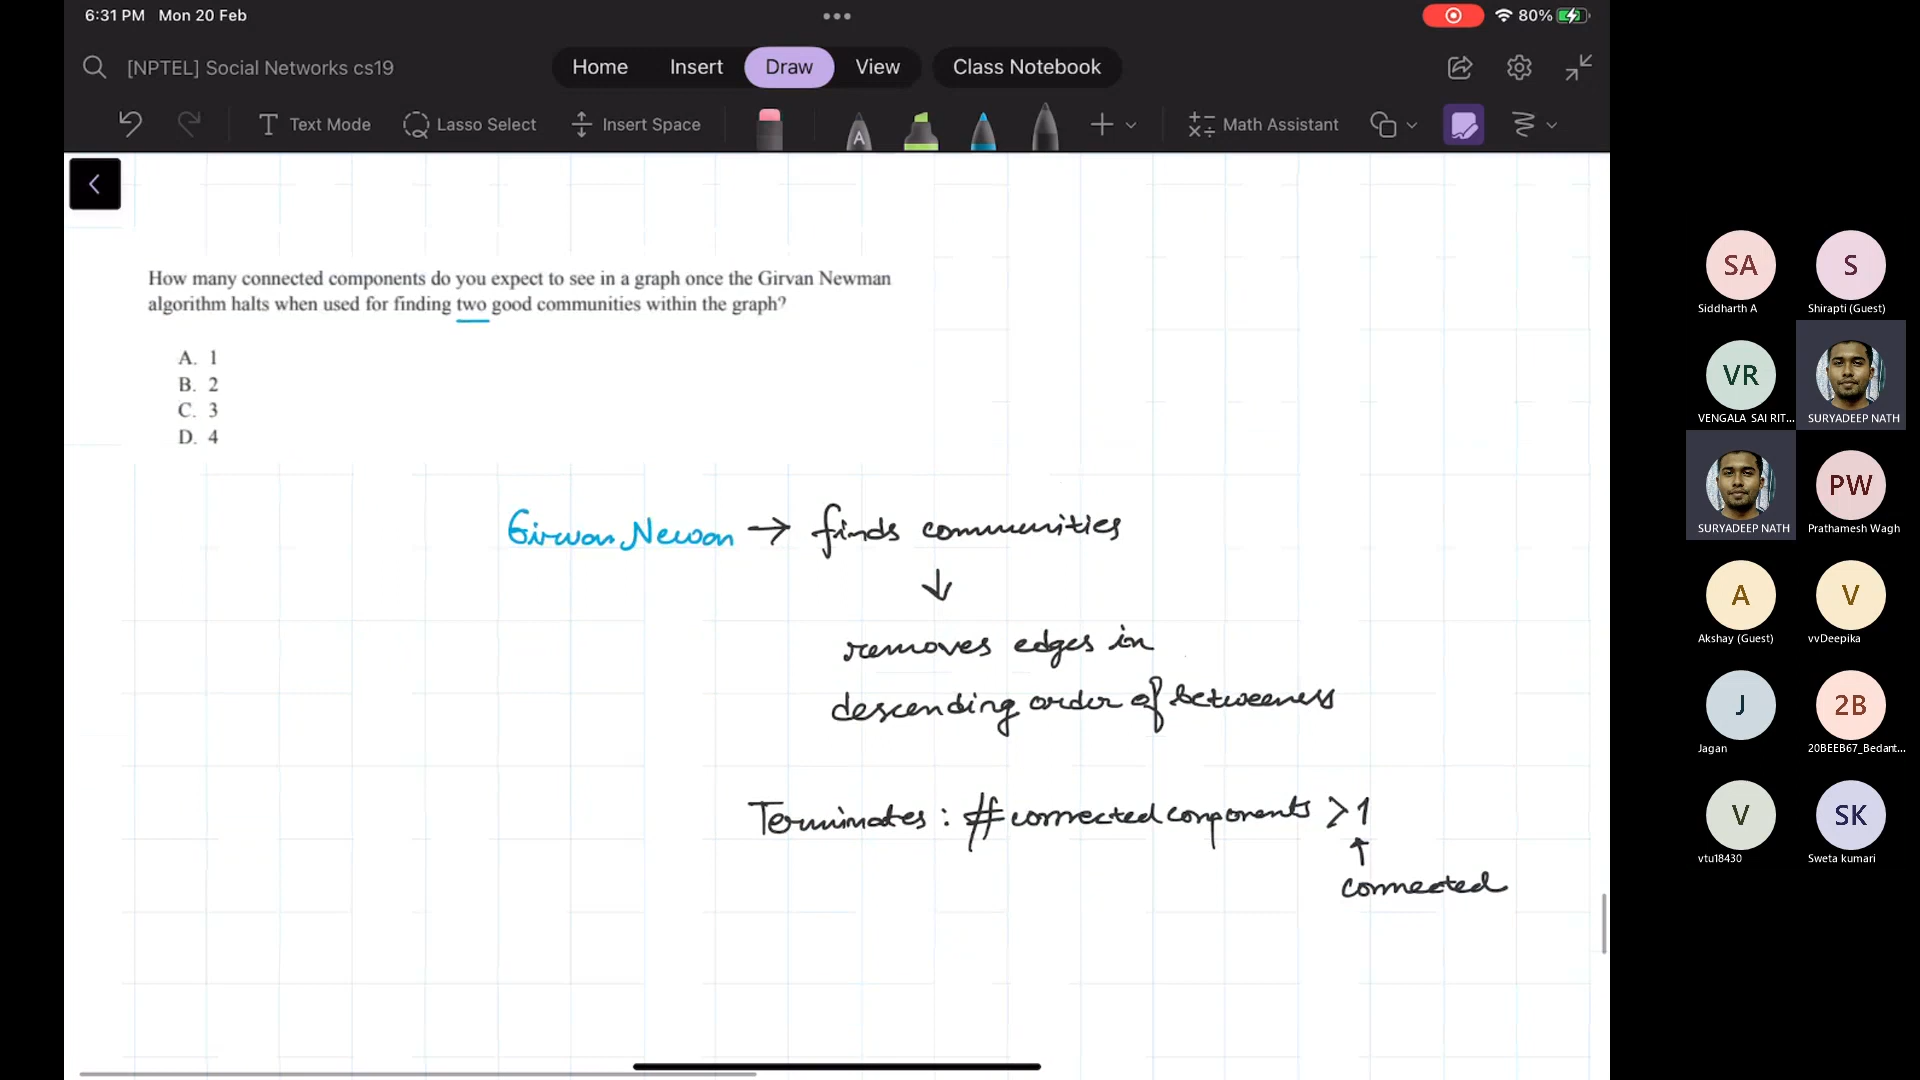 6:31 PM Mon 20 Feb
80%
[NPTEL] Social Networks cs19
Home Insert Draw View Class Notebook
Text Mode Lasso Select Insert Space A Math Assistant
How many connected components do you expect to see in a graph once the Girvan Newman
algorithm halts when used for finding two good communities within the graph?
A. 1
B. 2
C. 3
D. 4
Girvan Newan → finds communities
↓
removes edges in
descending order of betweeness
Terminates : # connected components > 1
↑
connected
SA S
Siddharth A Shirapti (Guest)
VR
VENGALA SAI RIT... SURYADEEP NATH
PW
SURYADEEP NATH Prathamesh Wagh
A V
Akshay (Guest) vvDeepika
J 2B
Jagan 20BEEB67_Bedant...
V SK
vtu18430 Sweta kumari